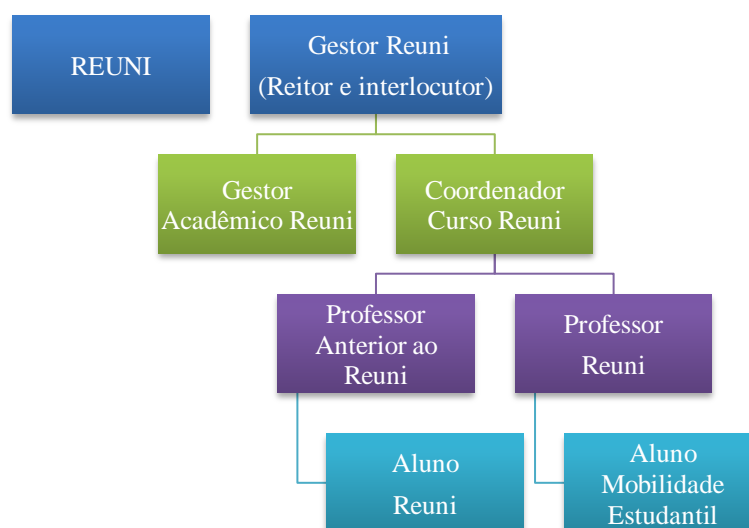 REUNI
Gestor Reuni
(Reitor e interlocutor)
Gestor
Acadêmico Reuni
Coordenador
Curso Reuni
Professor
Anterior ao
Reuni
Professor
Reuni
Aluno
Reuni
Aluno
Mobilidade
Estudantil